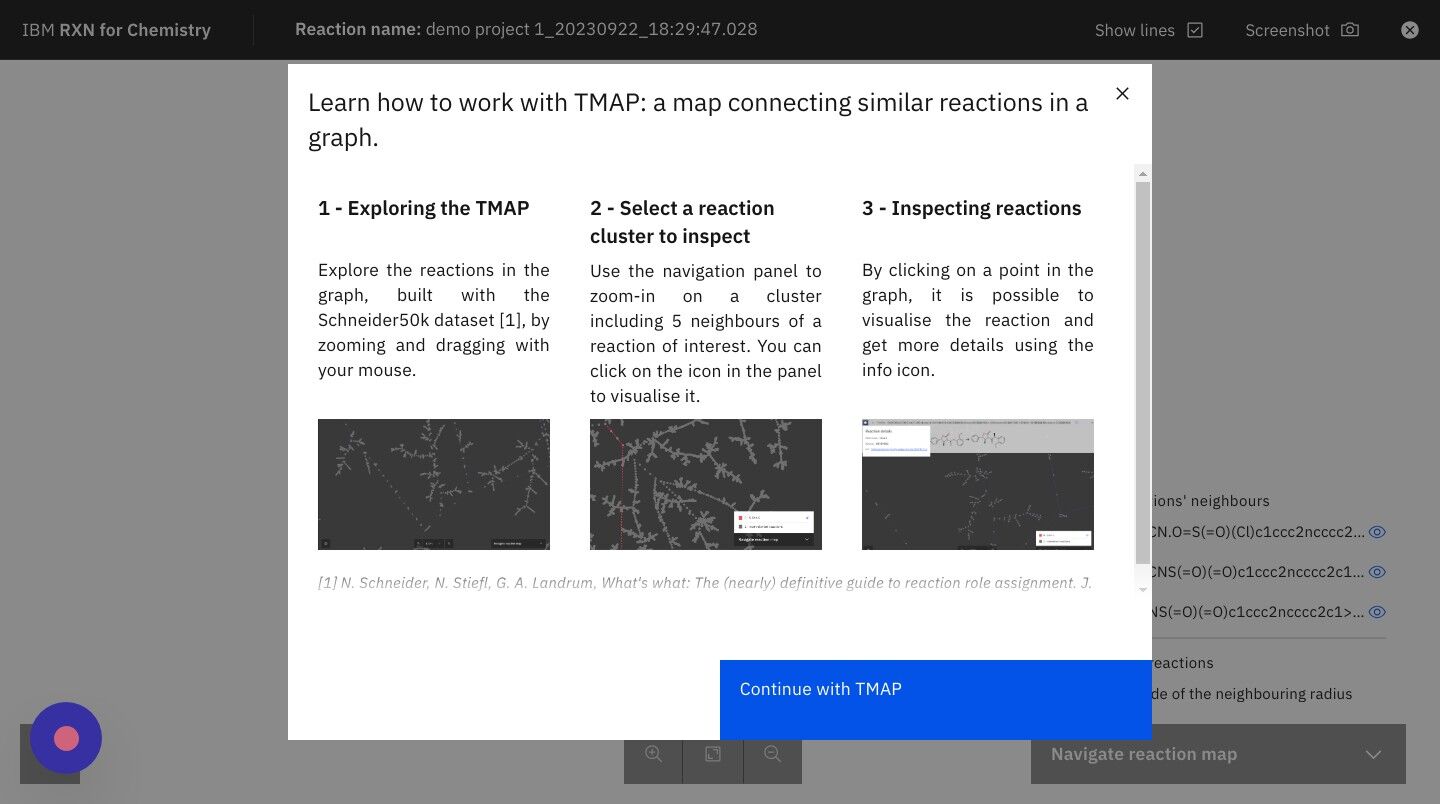 IBM RXN for Chemistry
Reaction name: demo project 1_20230922_18:29:47.028
Show lines
Screenshot
Learn how to work with TMAP: a map connecting similar reactions in a
graph.
1 - Exploring the TMAP
Explore the reactions in the
graph, built with the
Schneider50k dataset [1], by
zooming and dragging with
your mouse.
2 - Select a reaction
cluster to inspect
Use the navigation panel to
zoom-in on a cluster
including 5 neighbours of a
reaction of interest. You can
click on the icon in the panel
to visualise it.
3 - Inspecting reactions
By clicking on a point in the
graph, it is possible to
visualise the reaction and
get more details using the
info icon.
Navigate reaction map
Reaction details
[1] N. Schneider, N. Stiefl, G. A. Landrum, What's what: The (nearly) definitive guide to reaction role assignment. J.
Continue with TMAP
ions' neighbours
CN.O=S(=O)(Cl)c1ccc2ncccc2...
CNS(=O)(=O)c1ccc2ncccc2c1...
NS(=O)(=O)c1ccc2ncccc2c1>...
eactions
de of the neighbouring radius
Navigate reaction map